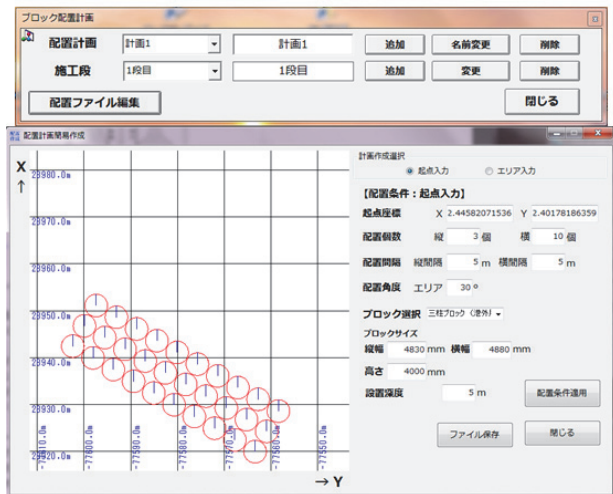 ブロック配置計画
配置計画 計画1 計画1 追加 名前変更 削除
施工段 1段目 1段目 追加 変更 削除
配置ファイル編集 閉じる
配置計画簡易作成
計画作成選択
起点入力 エリア入力
【配置条件:起点入力】
起点座標 X 2.44582071536 Y 2.40178186359
配置個数 縦 3 個 横 10 個
配置間隔 縦間隔 5 m 横間隔 5 m
配置角度 エリア 30 °
ブロック選択 三柱ブロック(港外)
ブロックサイズ
縦幅 4830 mm 横幅 4880 mm
高さ 4000 mm
設置深度 5 m 配置条件適用
ファイル保存 閉じる
X
↑
23980.0m
23970.0m
23960.0m
23950.0m
23940.0m
23930.0m
23920.0m
-77610.0m
-77600.0m
-77590.0m
-77580.0m
-77570.0m
-77560.0m
-77550.0m
→ Y